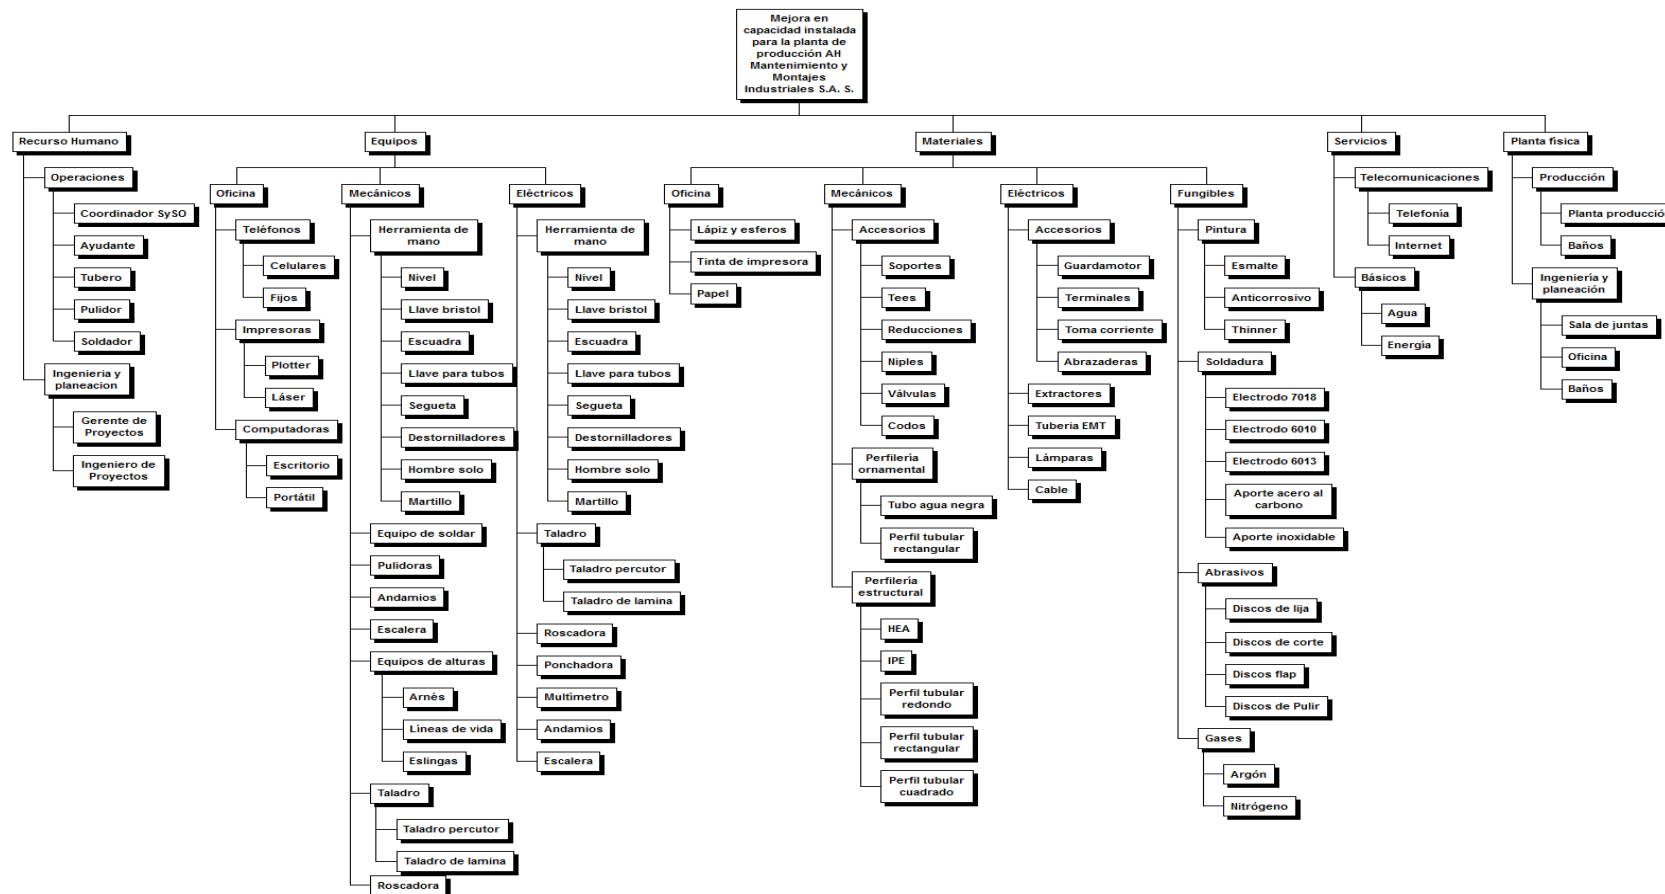 Mejora en
capacidad instalada
para la planta de
producción AH
Mantenimiento y
Montajes
Industriales S.A. S.
Recurso Humano
Operaciones
Coordinador SySO
Ayudante
Tubero
Pulidor
Soldador
Ingenieria y
planeacion
Gerente de
Proyectos
Ingeniero de
Proyectos
Equipos
Oficina
Teléfonos
Celulares
Fijos
Impresoras
Plotter
Láser
Computadoras
Escritorio
Portátil
Mecánicos
Herramienta de
mano
Nivel
Llave bristol
Escuadra
Llave para tubos
Segueta
Destornilladores
Hombre solo
Martillo
Equipo de soldar
Pulidoras
Andamios
Escalera
Equipos de alturas
Arnés
Líneas de vida
Eslingas
Taladro
Taladro percutor
Taladro de lamina
Roscadora
Eléctricos
Herramienta de
mano
Nivel
Llave bristol
Escuadra
Llave para tubos
Segueta
Destornilladores
Hombre solo
Martillo
Taladro
Taladro percutor
Taladro de lamina
Roscadora
Ponchadora
Multímetro
Andamios
Escalera
Materiales
Oficina
Lápiz y esferos
Tinta de impresora
Papel
Mecánicos
Accesorios
Soportes
Tees
Reducciones
Niples
Válvulas
Codos
Perfilería
ornamental
Tubo agua negra
Perfil tubular
rectangular
Perfilería
estructural
HEA
IPE
Perfil tubular
redondo
Perfil tubular
rectangular
Perfil tubular
cuadrado
Eléctricos
Accesorios
Guardamotor
Terminales
Toma corriente
Abrazaderas
Extractores
Tubería EMT
Lámparas
Cable
Fungibles
Pintura
Esmalte
Anticorrosivo
Thinner
Soldadura
Electrodo 7018
Electrodo 6010
Electrodo 6013
Aporte acero al
carbono
Aporte inoxidable
Abrasivos
Discos de lija
Discos de corte
Discos flap
Discos de Pulir
Gases
Argón
Nitrógeno
Servicios
Telecomunicaciones
Telefonía
Internet
Básicos
Agua
Energía
Planta física
Producción
Planta producción
Baños
Ingeniería y
planeación
Sala de juntas
Oficina
Baños